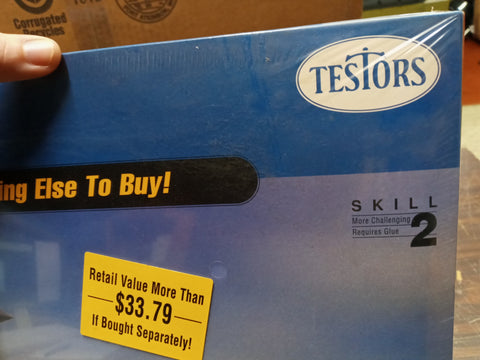 Corrugated
Recycles
TESTORS
ing Else To Buy!
SKILL
More Challenging
Requires Glue
2
Retail Value More Than
$33.79
If Bought Separately!